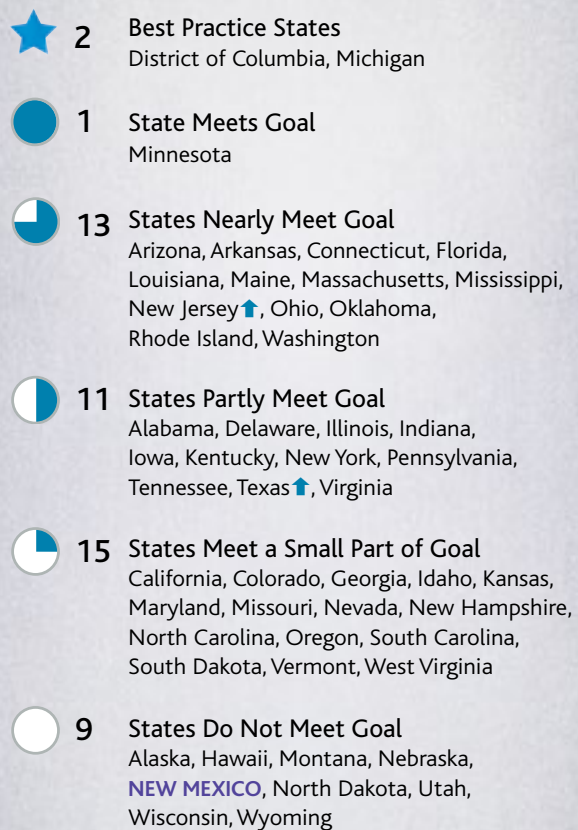 2 Best Practice States
District of Columbia, Michigan
1 State Meets Goal
Minnesota
13 States Nearly Meet Goal
Arizona, Arkansas, Connecticut, Florida,
Louisiana, Maine, Massachusetts, Mississippi,
New Jersey⬆, Ohio, Oklahoma,
Rhode Island, Washington
11 States Partly Meet Goal
Alabama, Delaware, Illinois, Indiana,
Iowa, Kentucky, New York, Pennsylvania,
Tennessee, Texas⬆, Virginia
15 States Meet a Small Part of Goal
California, Colorado, Georgia, Idaho, Kansas,
Maryland, Missouri, Nevada, New Hampshire,
North Carolina, Oregon, South Carolina,
South Dakota, Vermont, West Virginia
9 States Do Not Meet Goal
Alaska, Hawaii, Montana, Nebraska,
NEW MEXICO, North Dakota, Utah,
Wisconsin, Wyoming